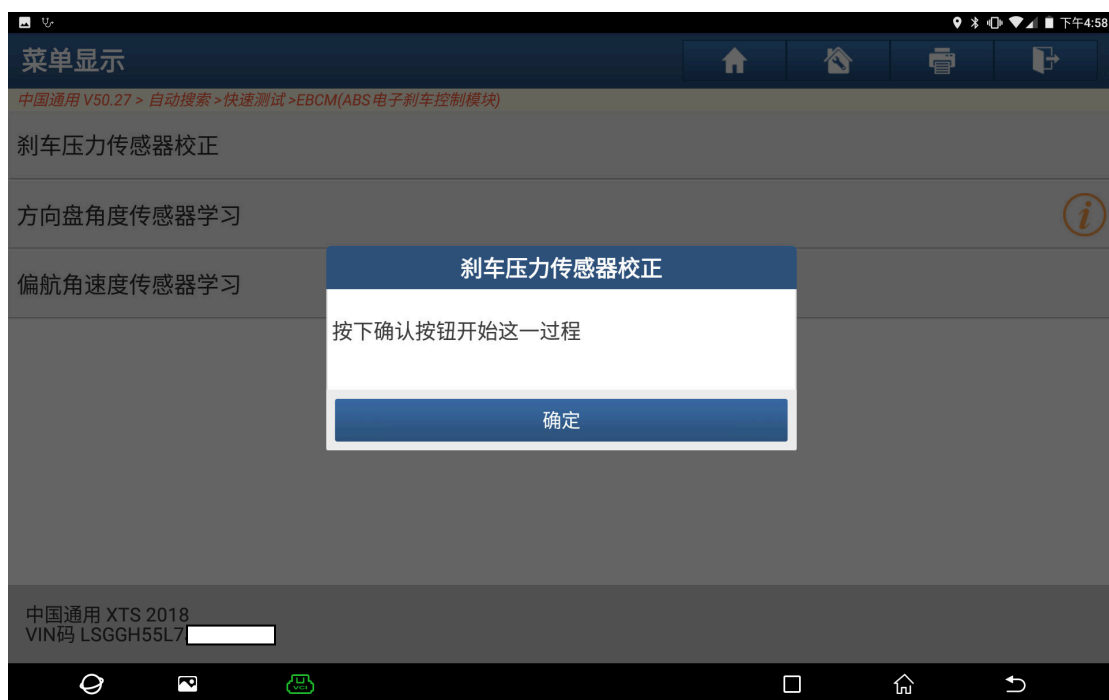 下午4:58
菜单显示
中国通用 V50.27 > 自动搜索 >快速测试 >EBCM(ABS电子刹车控制模块)
刹车压力传感器校正
方向盘角度传感器学习
i
偏航角速度传感器学习
刹车压力传感器校正
按下确认按钮开始这一过程
确定
中国通用 XTS 2018
VIN码 LSGGH55L7
VCI